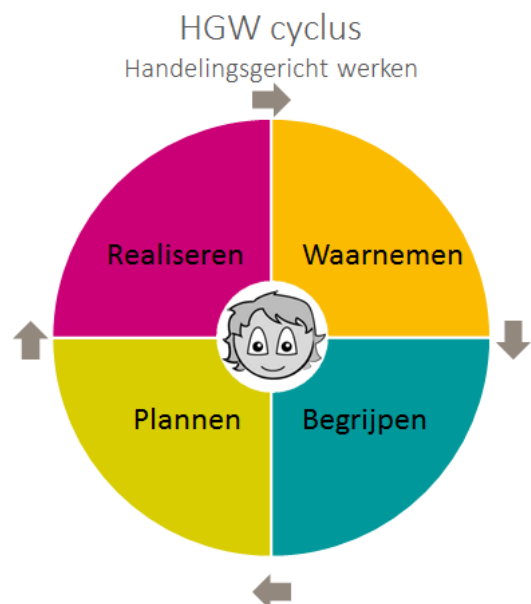 HGW cyclus
Handelingsgericht werken
Realiseren
Waarnemen
Plannen
Begrijpen